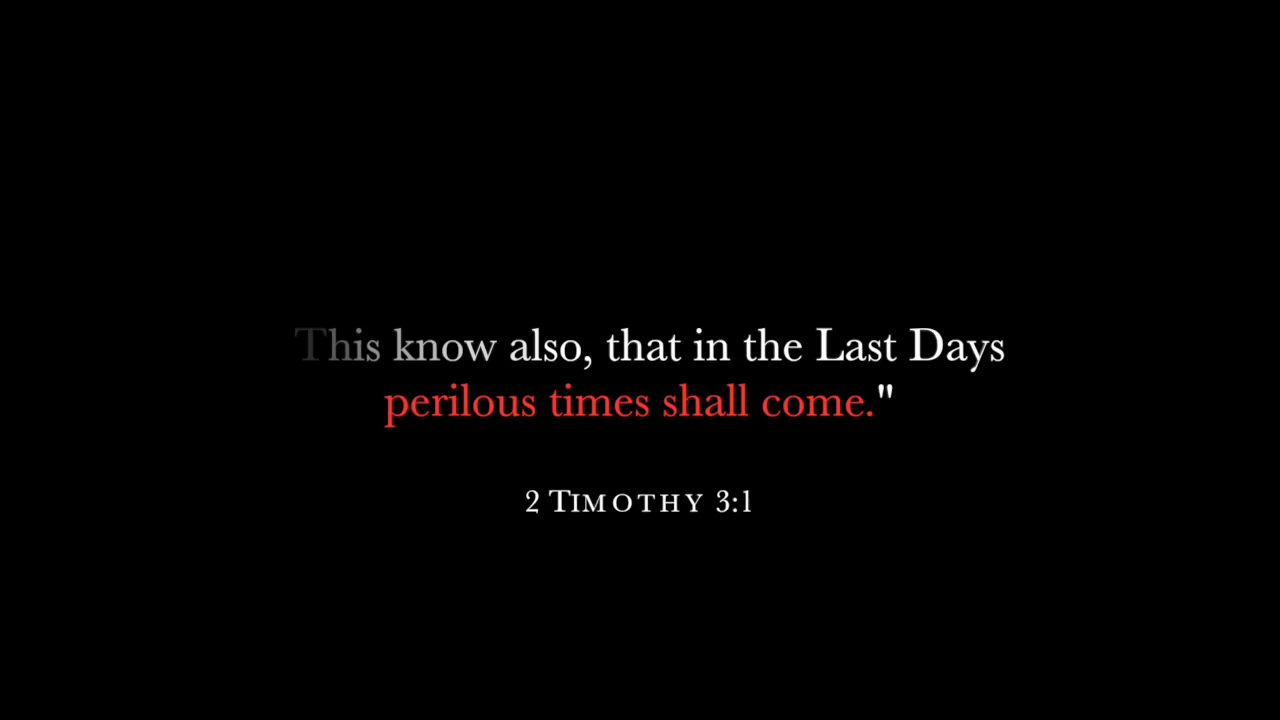 This know also, that in the Last Days
perilous times shall come."
2 TIMOTHY 3:1